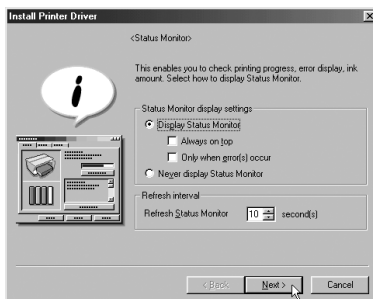 Install Printer Driver
<Status Monitor>
This enables you to check printing progress, error display, ink
amount. Select how to display Status Monitor.
Status Monitor display settings
Display Status Monitor
Always on top
Only when error(s) occur
Never display Status Monitor
Refresh interval
Refresh Status Monitor 10 second(s)
< Back Next > Cancel